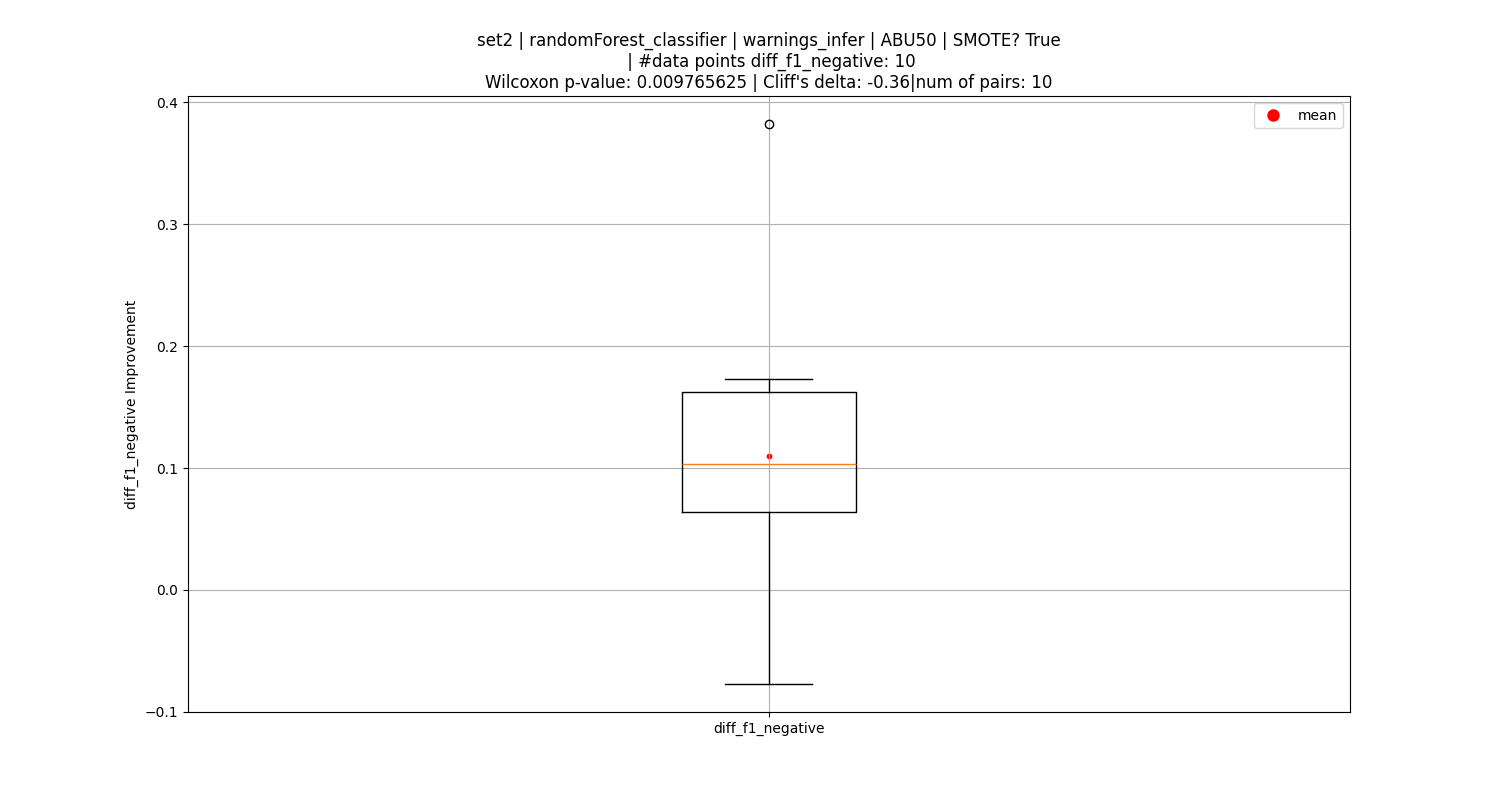 set2 | randomForest_classifier | warnings_infer | ABU50 | SMOTE? True
| #data points diff_f1_negative: 10
Wilcoxon p-value: 0.009765625 | Cliff's delta: -0.36|num of pairs: 10
mean
0.4
0.3
0.2
0.1
0.0
−0.1
diff_f1_negative Improvement
diff_f1_negative